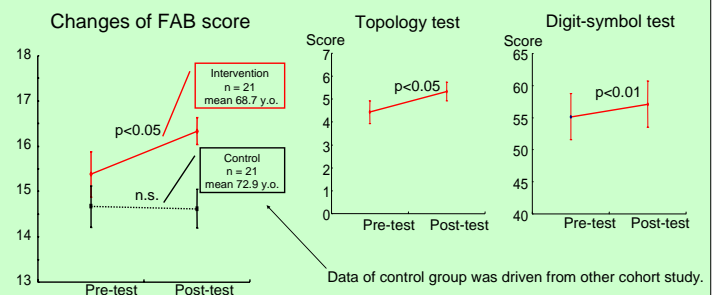 Changes of FAB score
18
17
16
15
14
13
Intervention
n = 21
mean 68.7 y.o.
p<0.05
Control
n = 21
mean 72.9 y.o.
n.s.
Pre-test Post-test
Topology test
Score
7
6
5
4
3
2
1
0
p<0.05
Pre-test Post-test
Digit-symbol test
Score
65
60
55
50
45
40
p<0.01
Pre-test Post-test
Data of control group was driven from other cohort study.